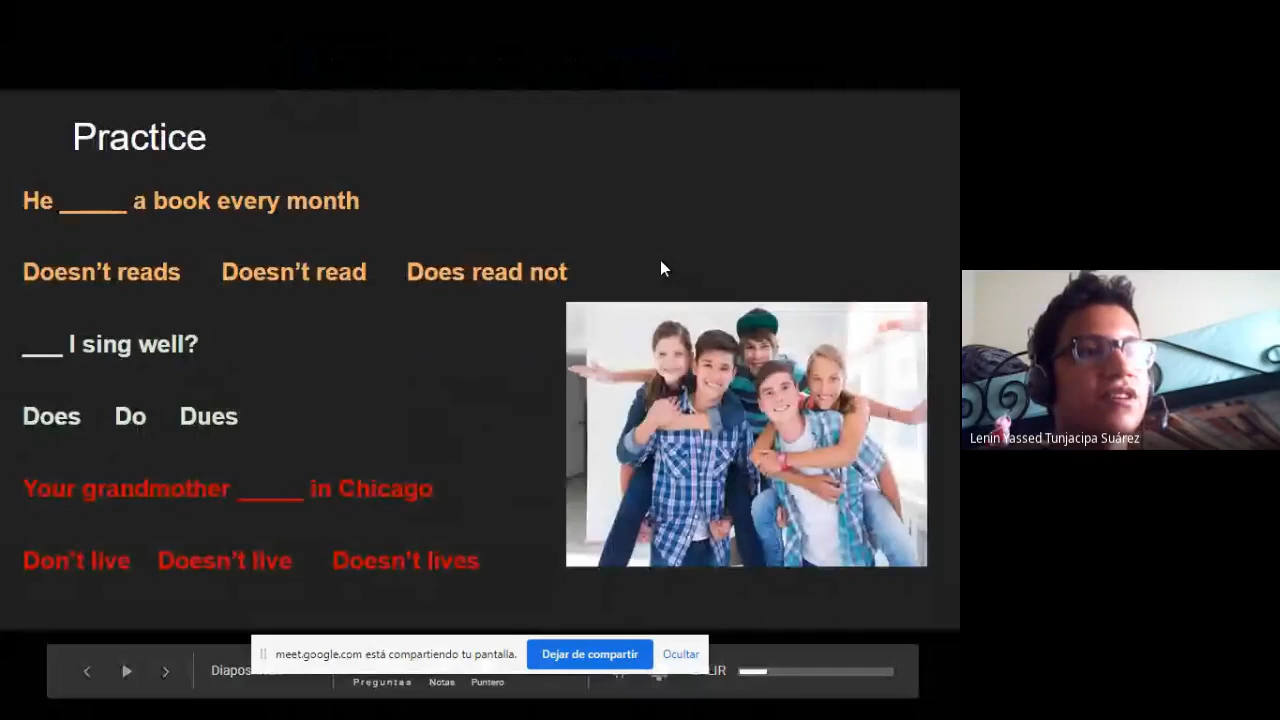 Practice
He _____ a book every month
Doesn't reads Doesn't read Does read not
___ I sing well?
Does Do Dues
Your grandmother _____ in Chicago
Don't live Doesn't live Doesn't lives
Lenin Yassed Tunjacipa Suárez
meet.google.com está compartiendo tu pantalla. Dejar de compartir Ocultar
Preguntas Notas Puntero